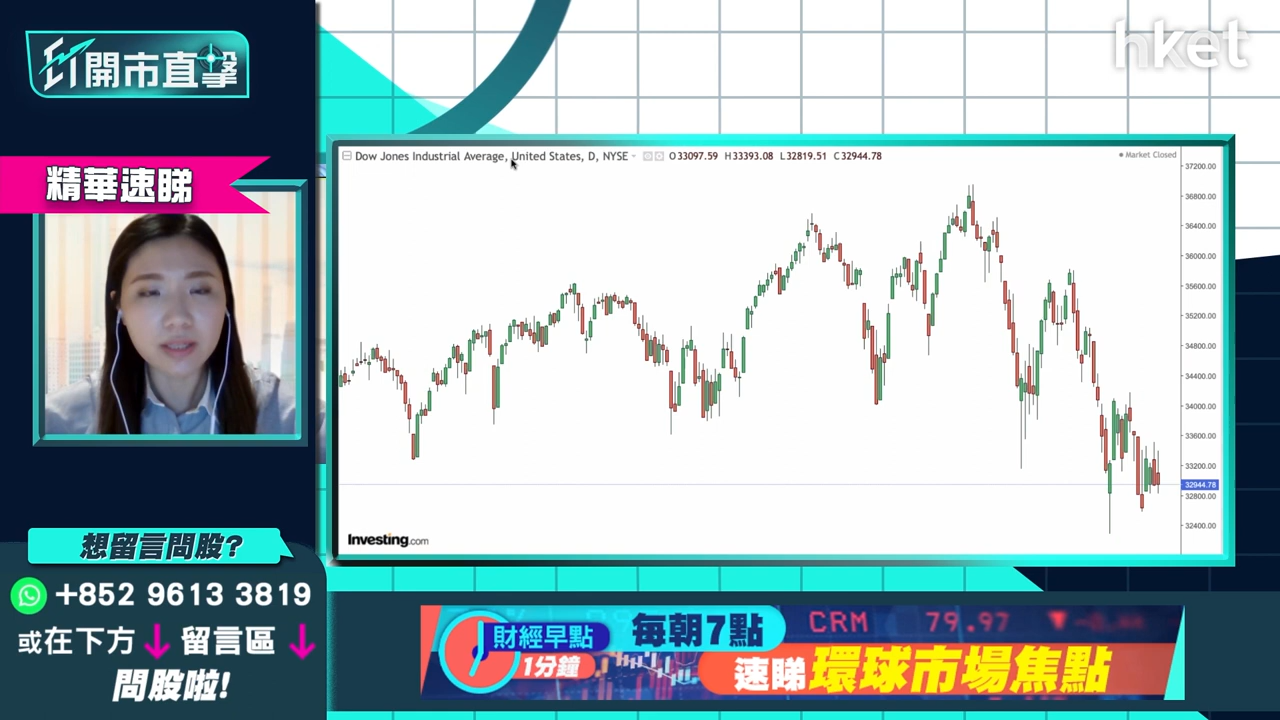 hket
ET開市直擊
精華速睇
Dow Jones Industrial Average, United States, D, NYSE O33097.59 H33393.08 L32819.51 C32944.78
Market Closed
37200.00
36800.00
36400.00
36000.00
35600.00
35200.00
34800.00
34400.00
34000.00
33600.00
33200.00
32944.78
32800.00
32400.00
Investing.com
想留言問股?
+852 9613 3819
或在下方 留言區
問股啦!
財經早點
1分鐘
每朝7點
速睇環球市場焦點
CRM 79.97